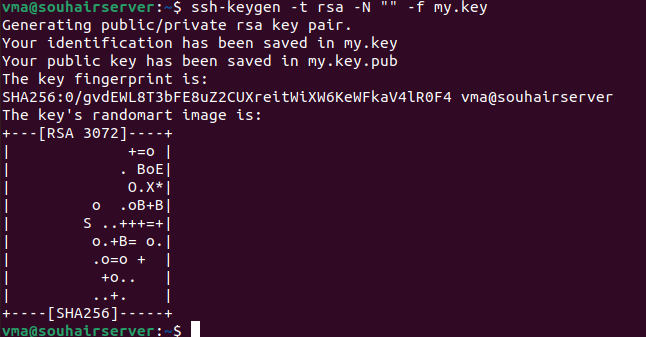 vma@souhairserver:~$ ssh-keygen -t rsa -N "" -f my.key
Generating public/private rsa key pair.
Your identification has been saved in my.key
Your public key has been saved in my.key.pub
The key fingerprint is:
SHA256:0/gvdEWL8T3bFE8uZ2CUXreitWiXW6KeWFkaV4lR0F4 vma@souhairserver
The key's randomart image is:
+---[RSA 3072]----+
|             +=o |
|            . BoE|
|             O.X*|
|         o  .oB+B|
|        S ..+++=+|
|         o.+B= o.|
|         .o=o +  |
|          +o..   |
|         ..+.    |
+----[SHA256]-----+
vma@souhairserver:~$